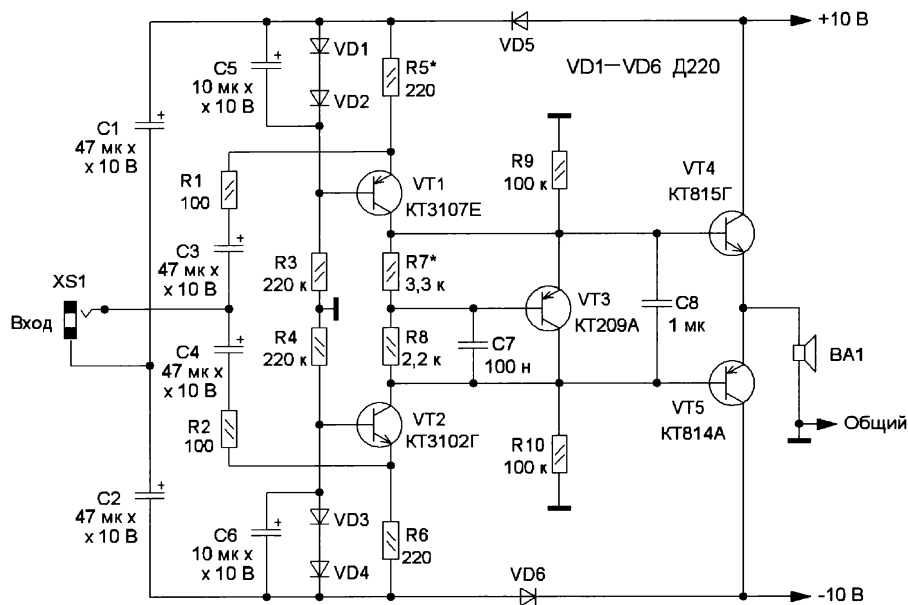 +10 В
VD5
VD1—VD6 Д220
C5
10 мк х
х 10 В
VD1
VD2
R5*
220
C1
47 мк х
х 10 В
R1
100
VT1
КТ3107Е
R9
100 к
VT4
КТ815Г
C3
47 мк х
х 10 В
R3
220 к
R7*
3,3 к
XS1
Вход
VT3
КТ209А
C8
1 мк
C4
47 мк х
х 10 В
R4
220 к
R8
2,2 к
C7
100 н
BA1
R2
100
VT2
КТ3102Г
VT5
КТ814А
Общий
R10
100 к
C2
47 мк х
х 10 В
C6
10 мк х
х 10 В
VD3
VD4
R6
220
VD6
-10 В